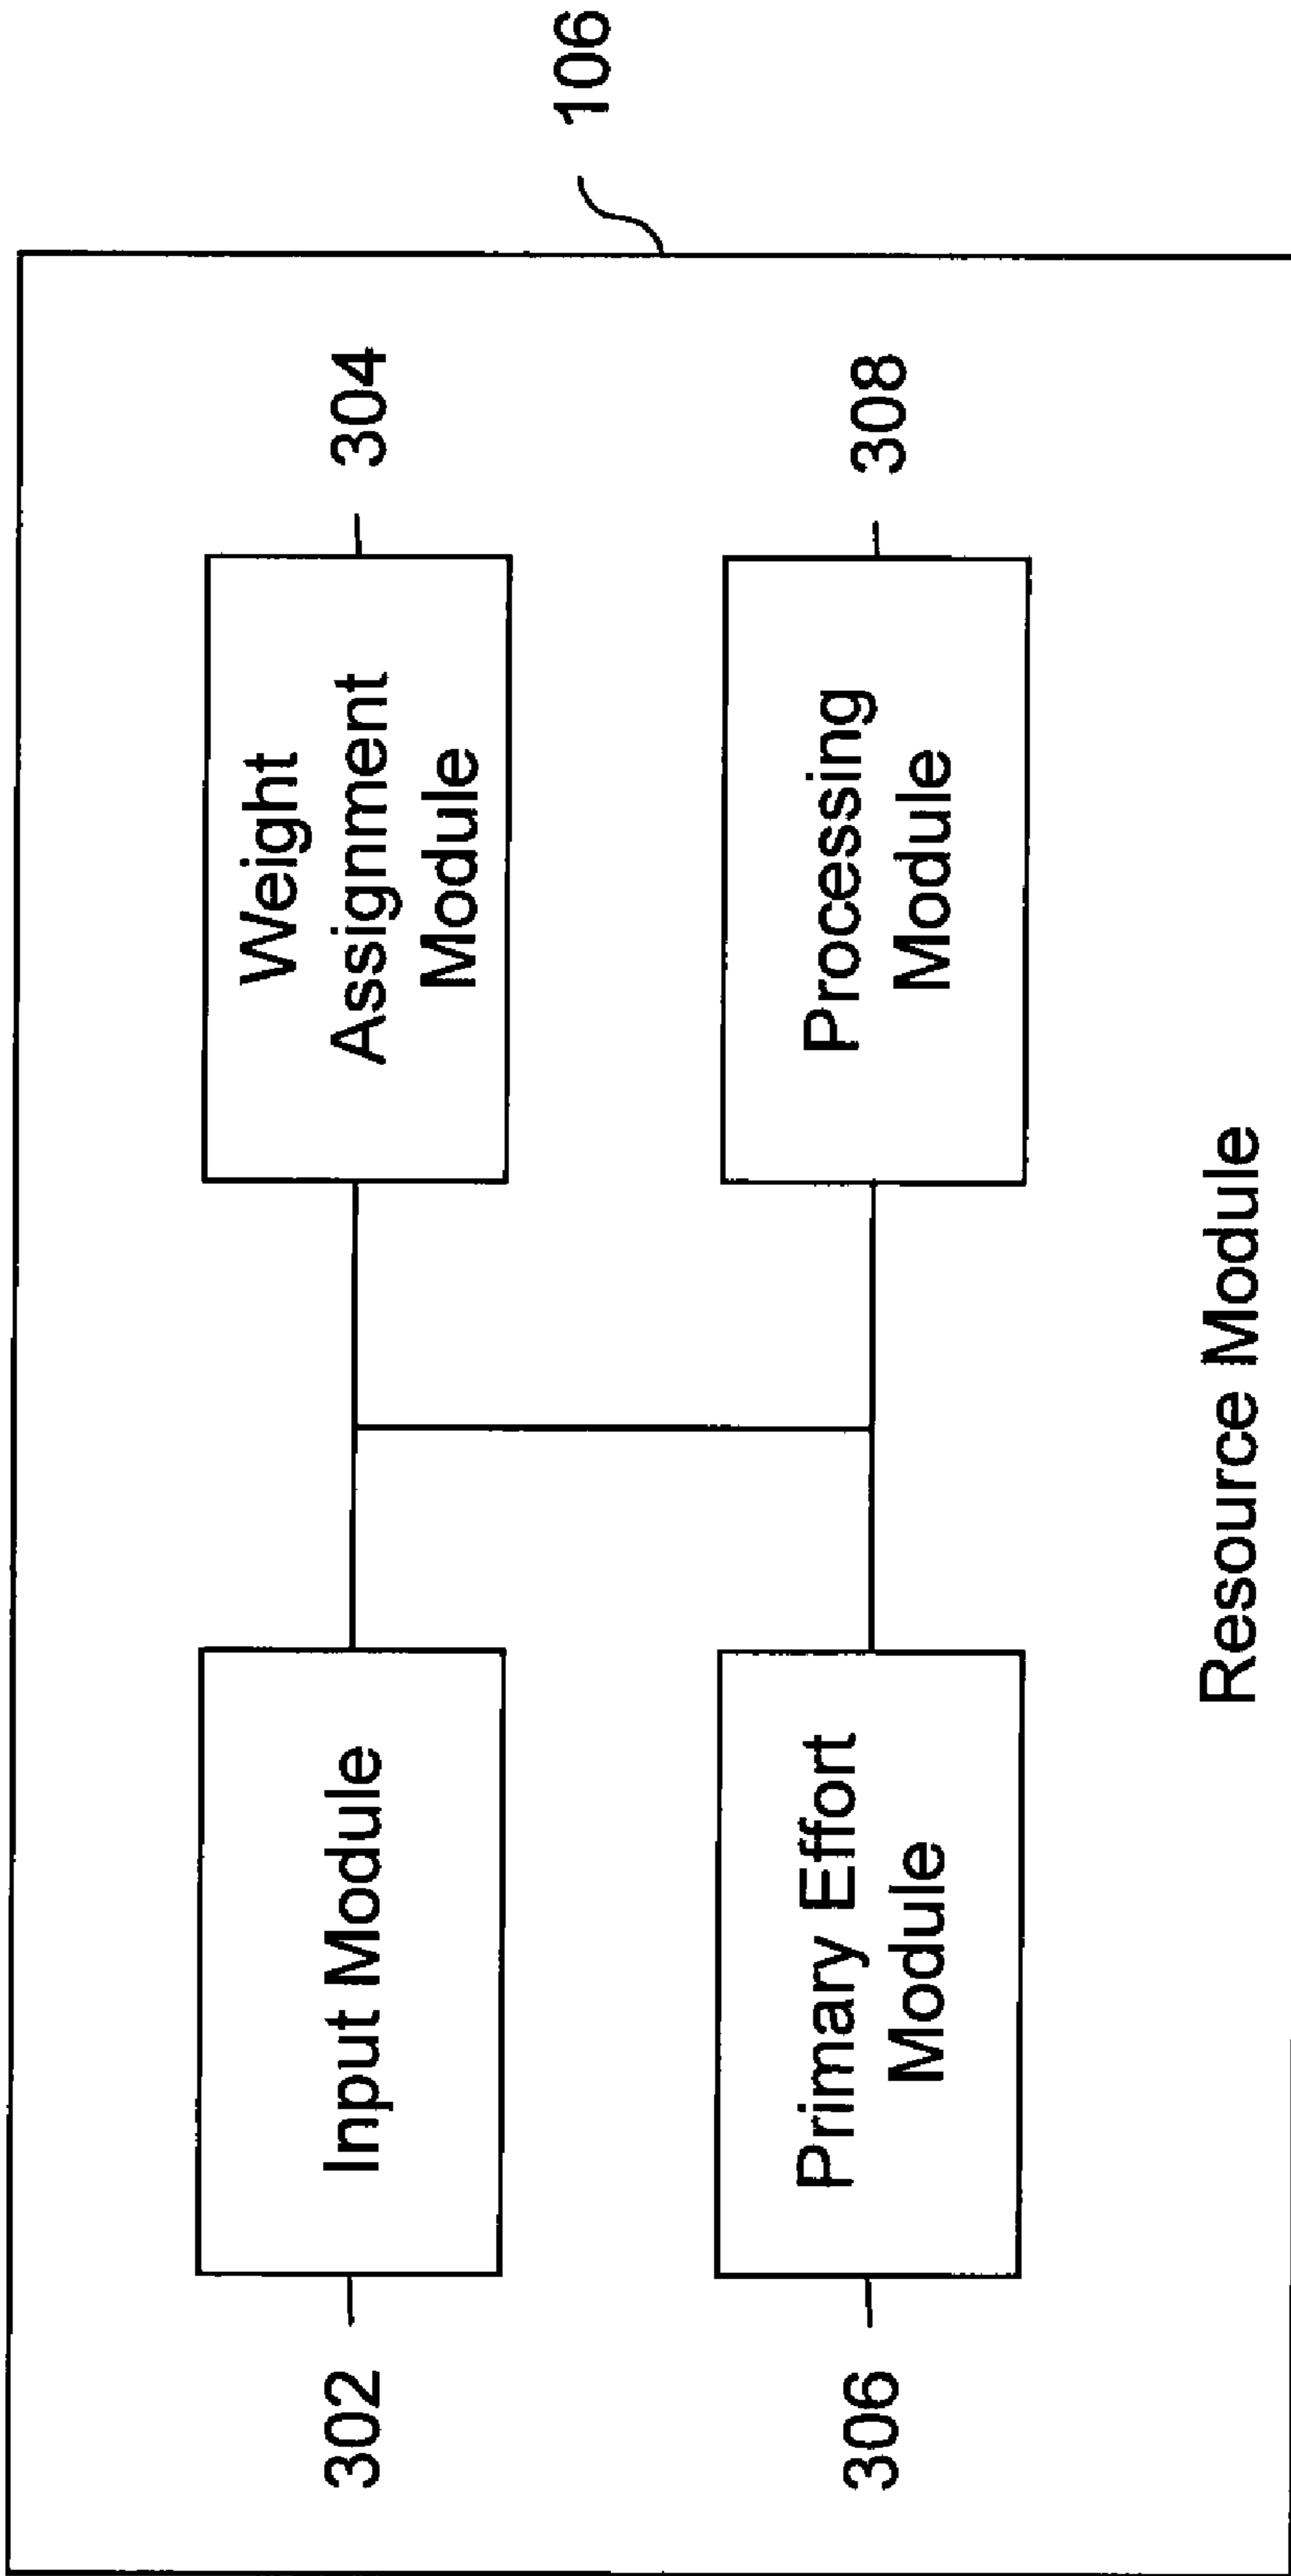 106
302
Input Module
Weight
Assignment
Module
304
306
Primary Effort
Module
Processing
Module
308
Resource Module